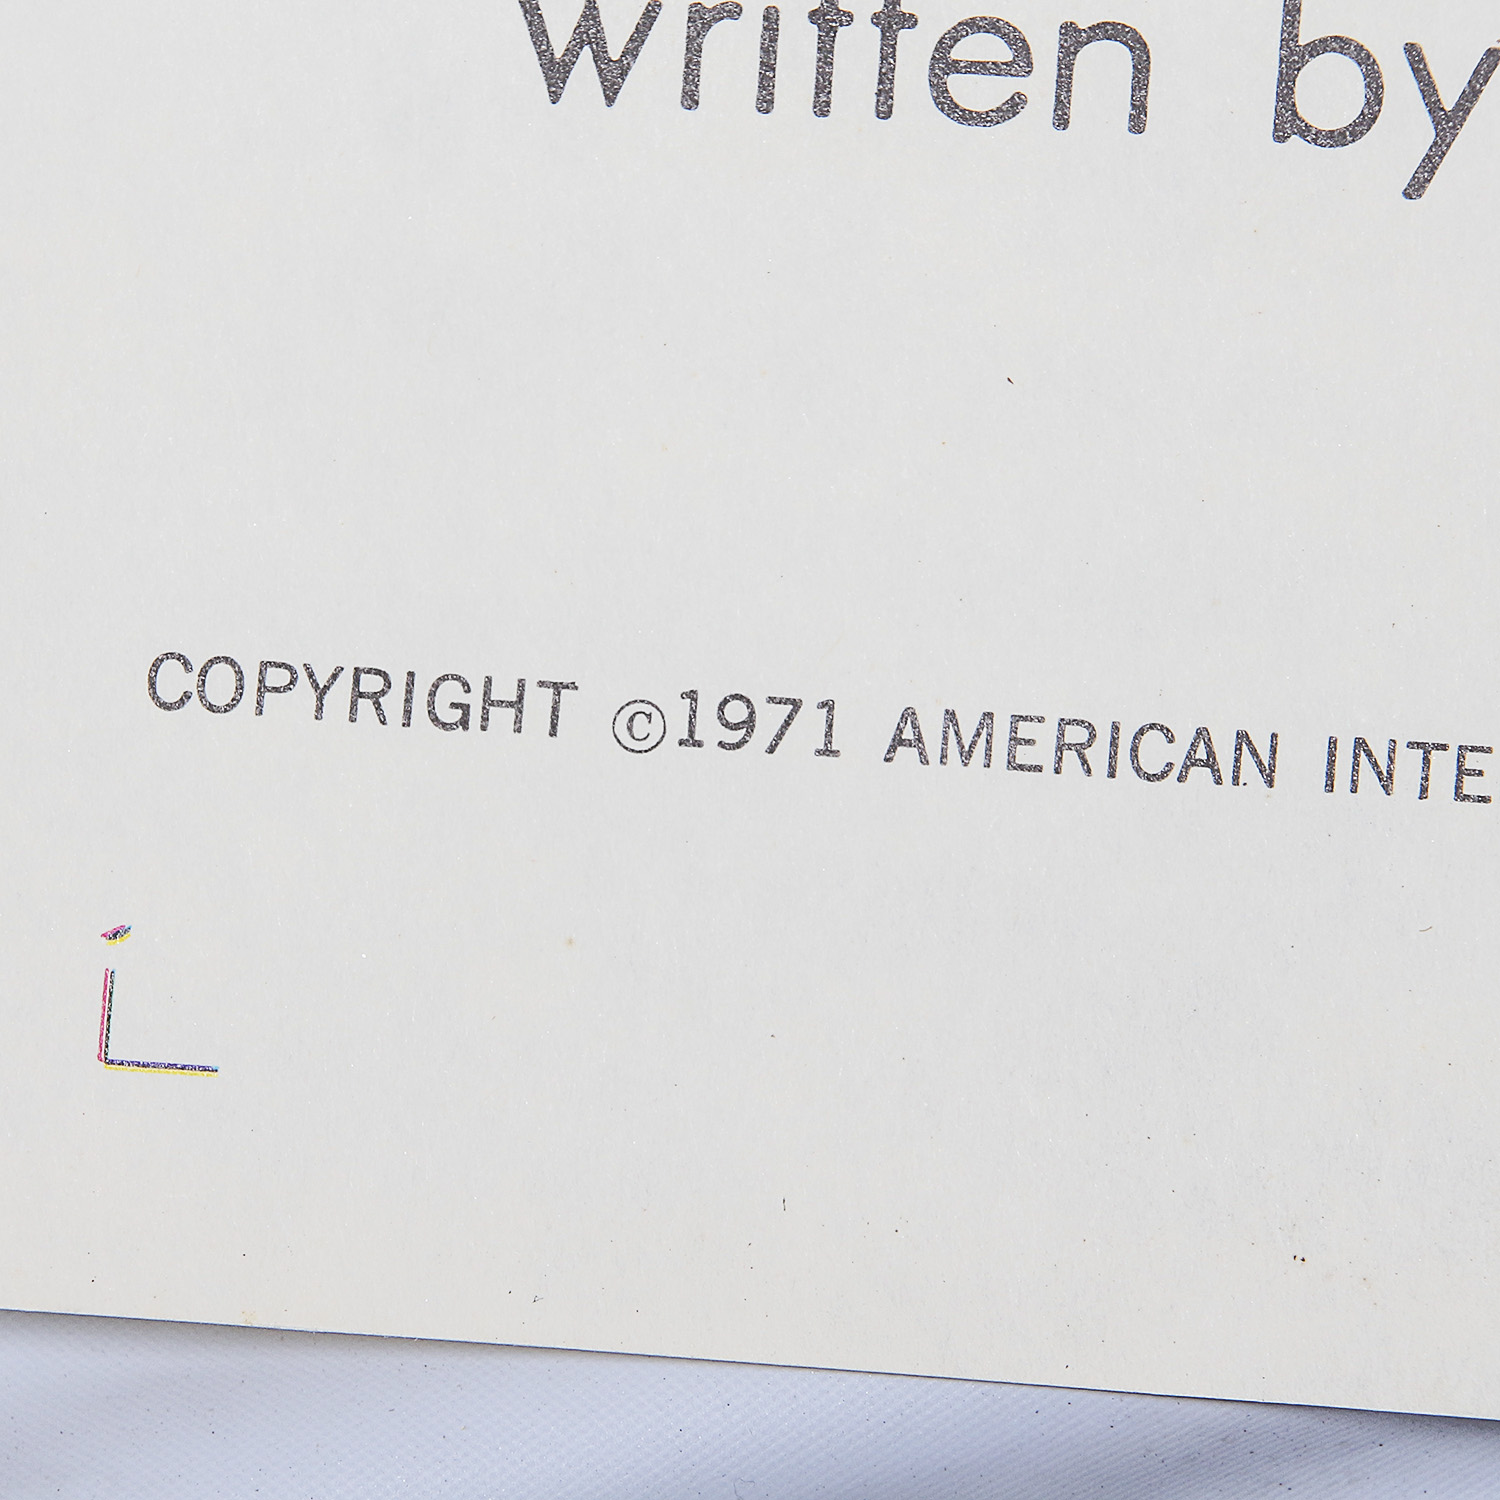 written by
COPYRIGHT ©1971 AMERICAN INTE